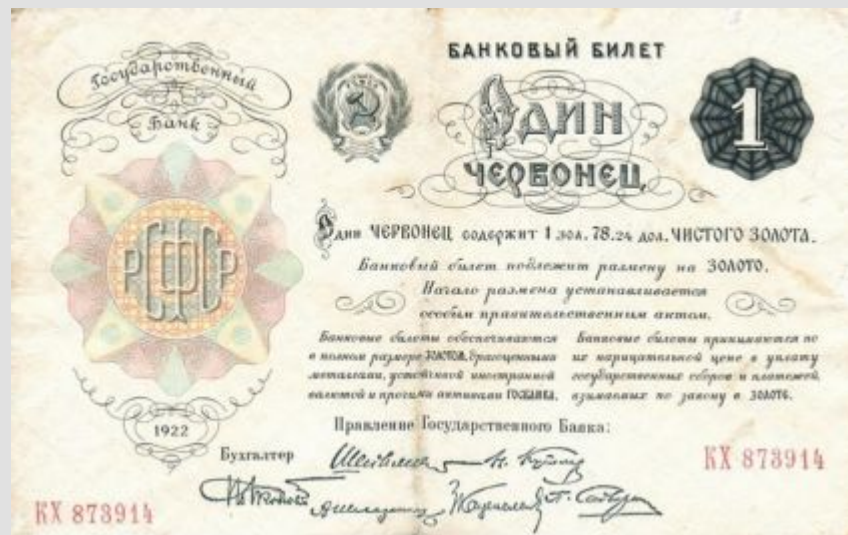 Государственный
Банк
РСФСР
1922
БАНКОВЫЙ БИЛЕТ
ОДИН
ЧЕРВОНЕЦ
1
Один ЧЕРВОНЕЦ содержит 1 зол. 78.24 дол. ЧИСТОГО ЗОЛОТА.
Банковый билет подлежит размену на ЗОЛОТО.
Начало размена устанавливается
особым правительственным актом.
Банковые билеты обеспечиваются
в полном размере ЗОЛОТОМ, драгоценными
металлами, устойчивой иностранной
валютой и прочими активами ГОСБАНКА.
Банковые билеты принимаются по
их нарицательной цене в уплату
государственных сборов и платежей,
взимаемых по закону в ЗОЛОТЕ.
Правление Государственного Банка:
Бухгалтер
КХ 873914
КХ 873914